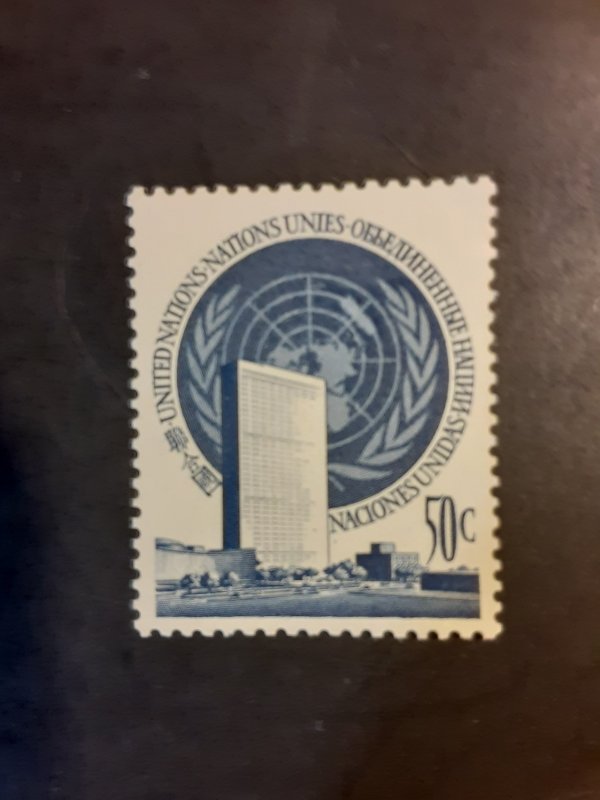 UNITED NATIONS·NATIONS UNIES·ОБЪЕДИНЕННЫЕ НАЦИИ·
NACIONES UNIDAS
聯合國·
50C